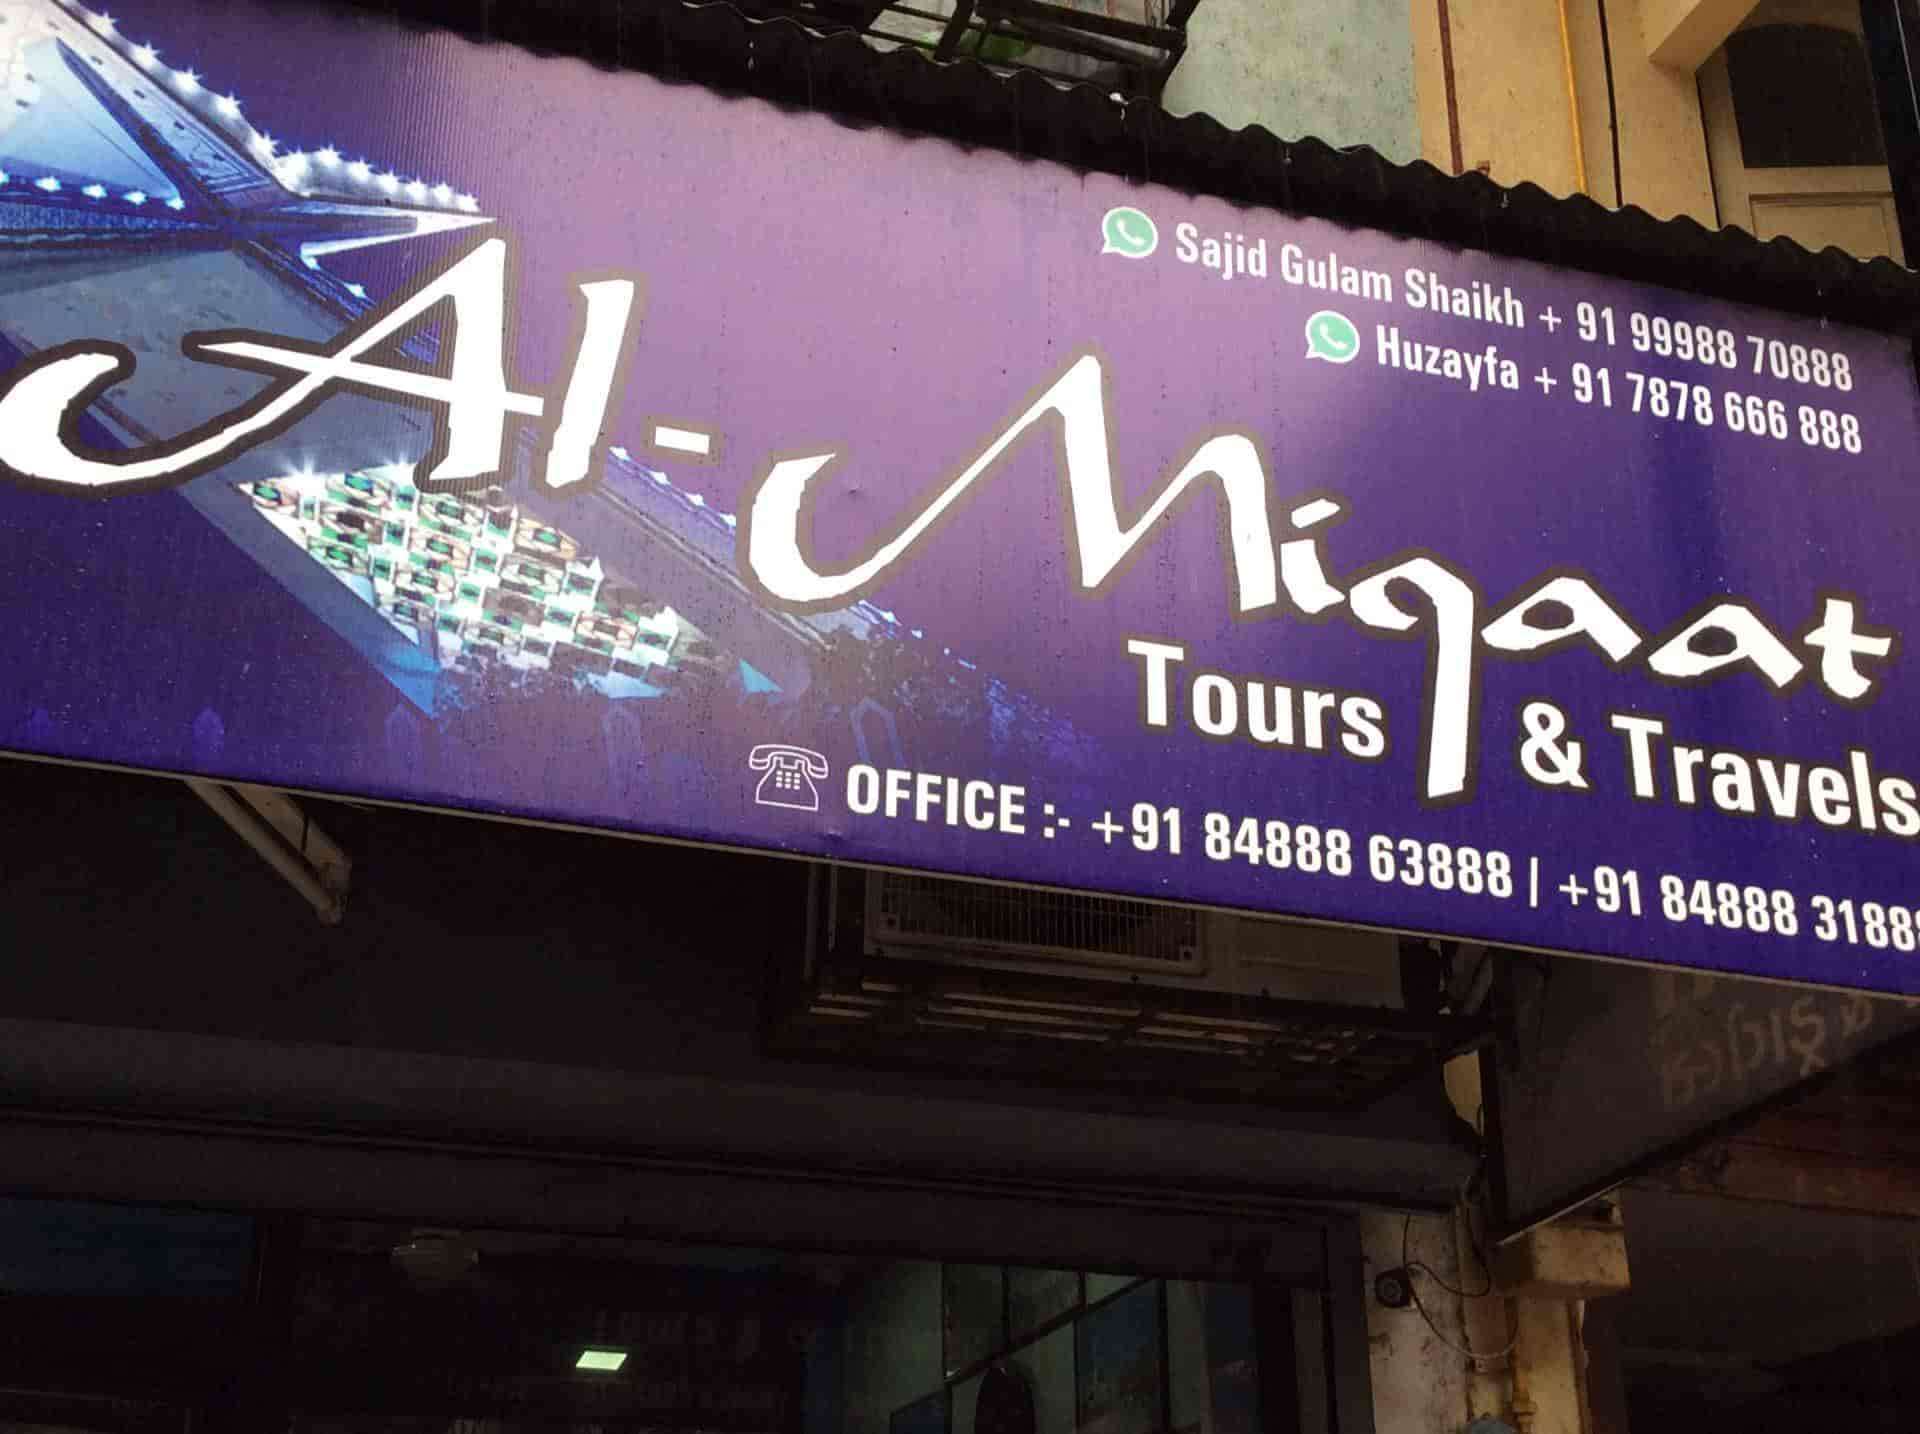 Sajid Gulam Shaikh + 91 99988 70888
Huzayfa + 91 7878 666 888
Al-Miqaat
Tours & Travels
OFFICE :- +91 84888 63888 | +91 84888 31888